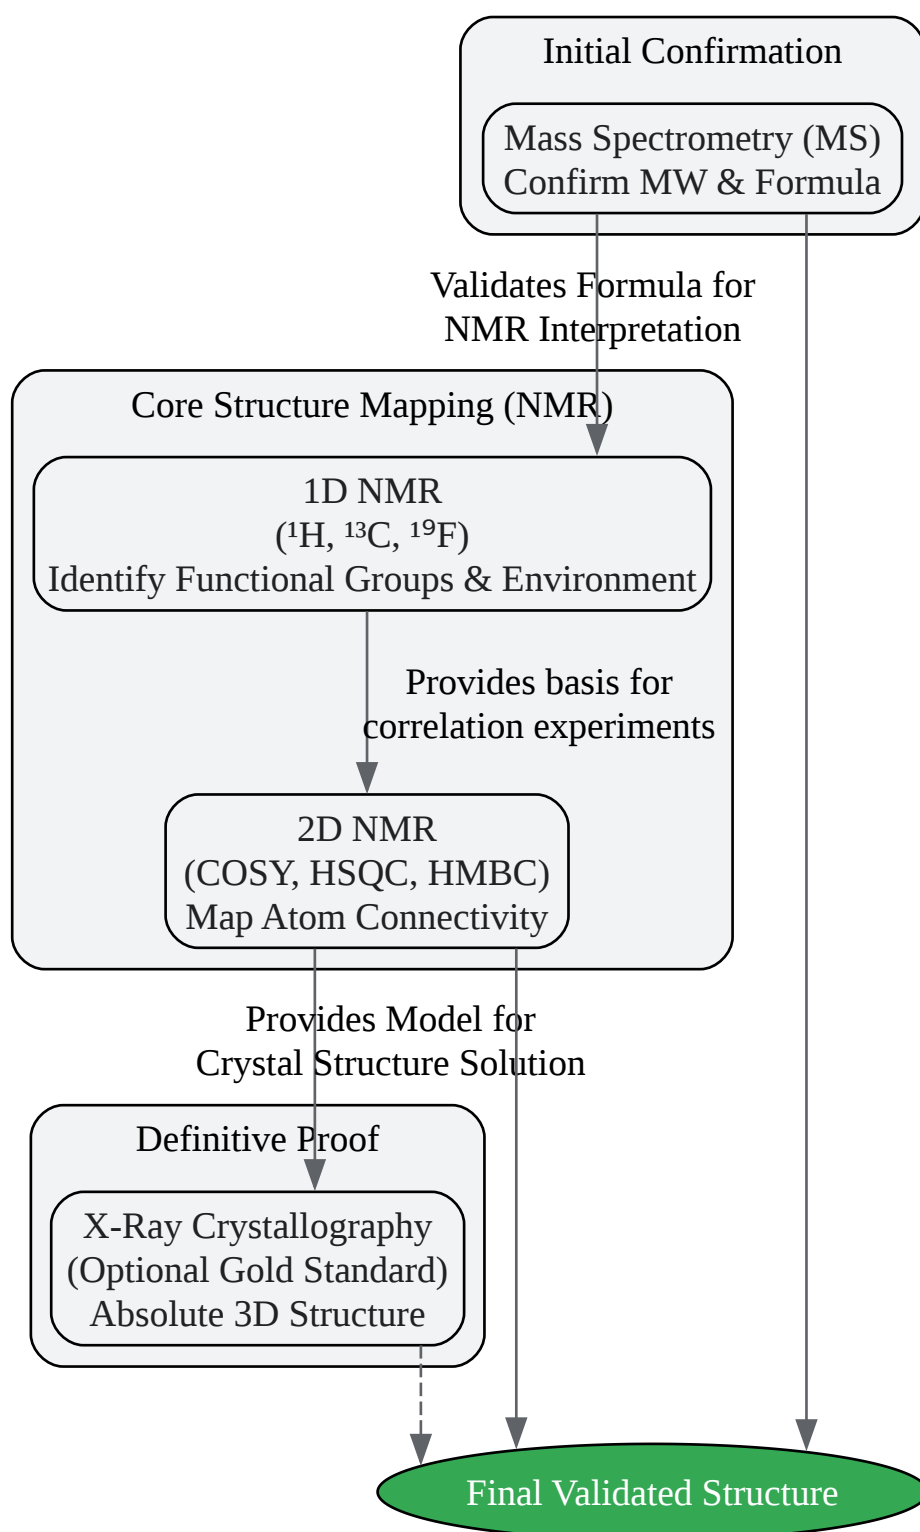 Initial Confirmation
Mass Spectrometry (MS)
Confirm MW & Formula
Validates Formula for
NMR Interpretation
Core Structure Mapping (NMR)
1D NMR
(¹H, ¹³C, ¹⁹F)
Identify Functional Groups & Environment
Provides basis for
correlation experiments
2D NMR
(COSY, HSQC, HMBC)
Map Atom Connectivity
Provides Model for
Crystal Structure Solution
Definitive Proof
X-Ray Crystallography
(Optional Gold Standard)
Absolute 3D Structure
Final Validated Structure